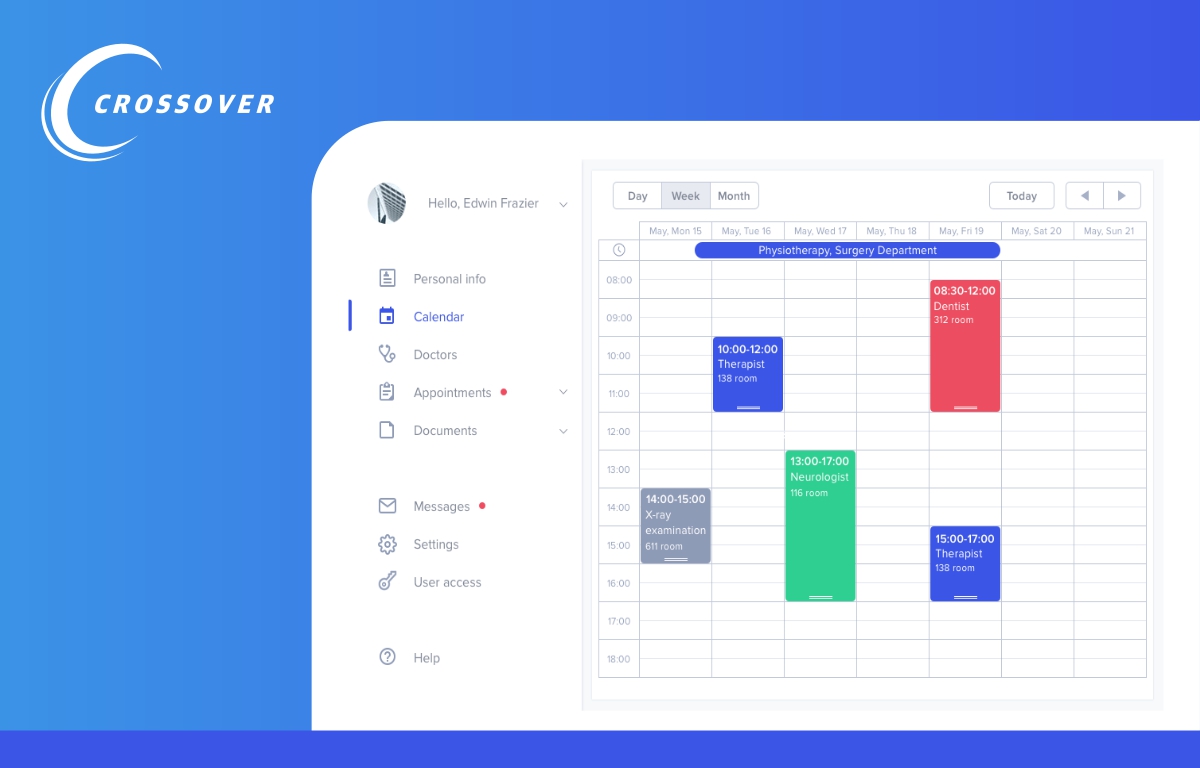 CROSSOVER
Hello, Edwin Frazier
Personal info
Calendar
Doctors
Appointments
Documents
Messages
Settings
User access
Help
Day Week Month
Today
May, Mon 15 May, Tue 16 May, Wed 17 May, Thu 18 May, Fri 19 May, Sat 20 May, Sun 21
Physiotherapy, Surgery Department
08:00
09:00
10:00
11:00
12:00
13:00
14:00
15:00
16:00
17:00
18:00
14:00-15:00
X-ray
examination
611 room
10:00-12:00
Therapist
138 room
13:00-17:00
Neurologist
116 room
08:30-12:00
Dentist
312 room
15:00-17:00
Therapist
138 room